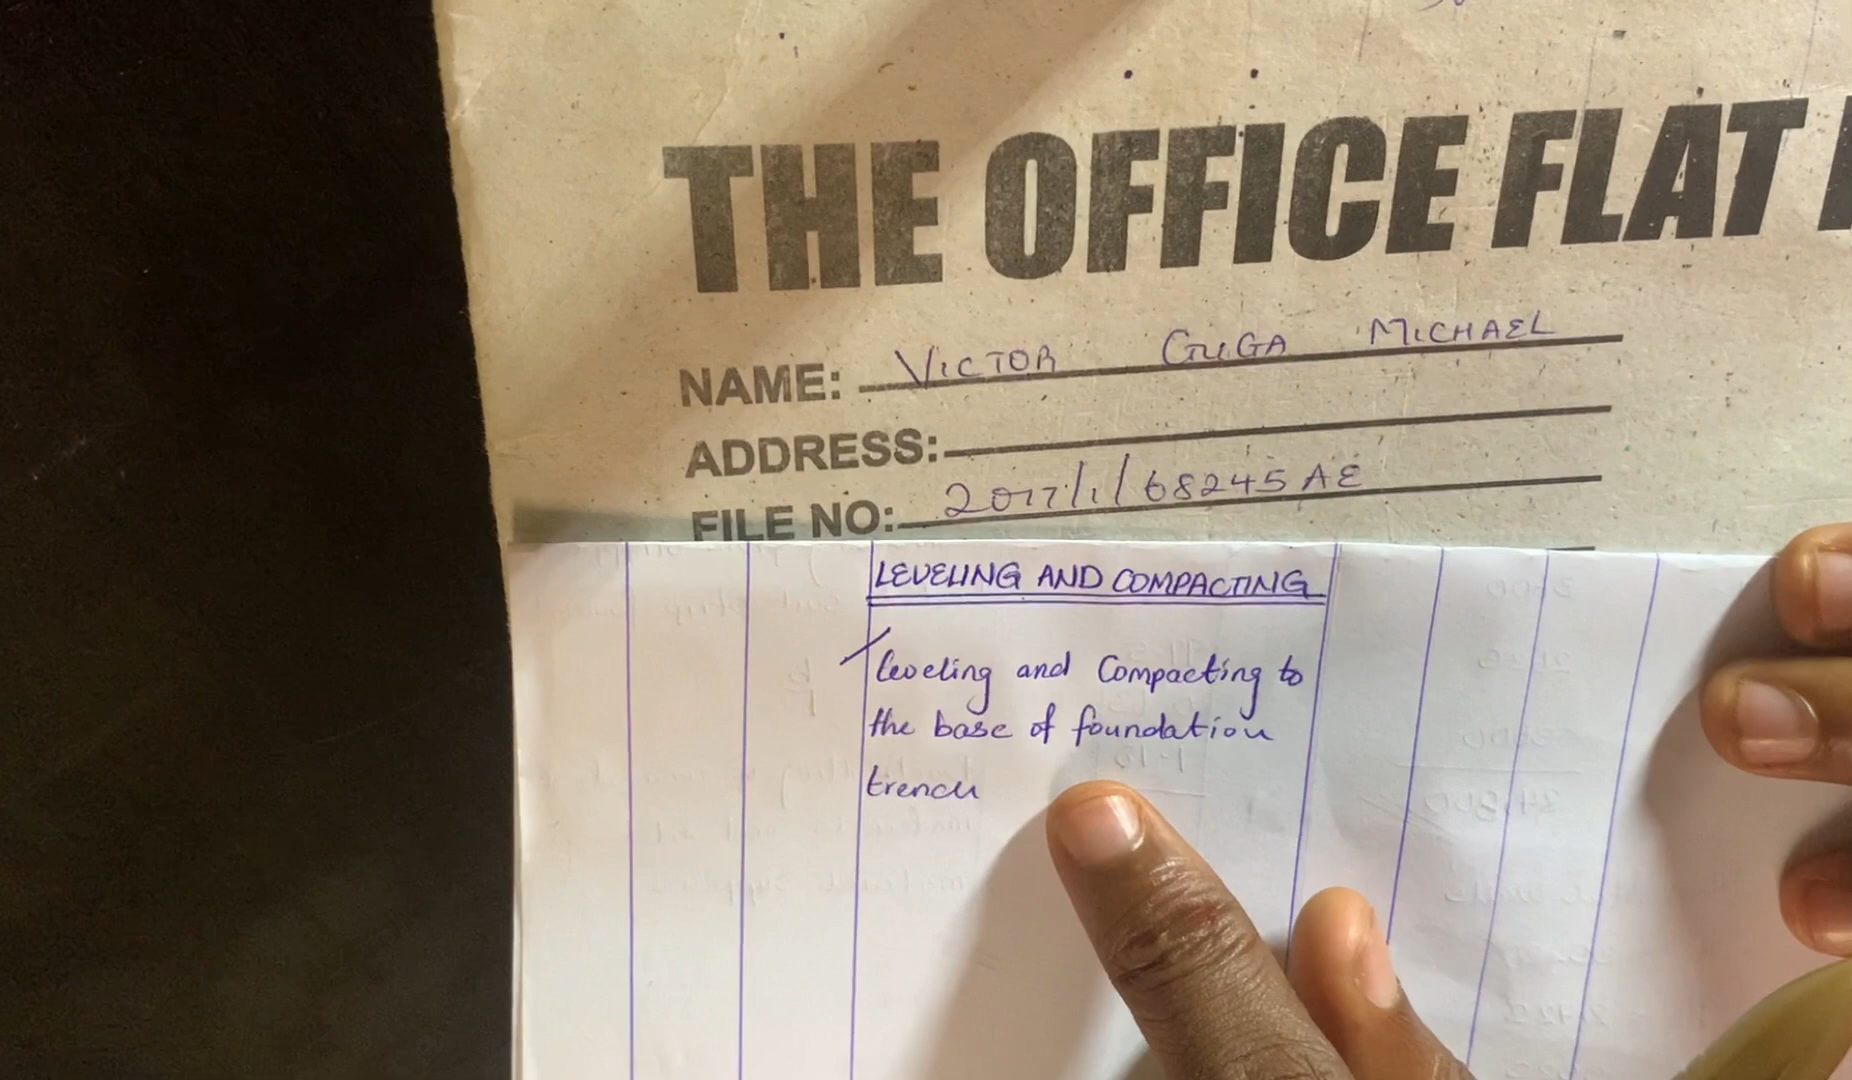 THE OFFICE FLAT
NAME: VICTOR GUGA MICHAEL
ADDRESS:
FILE NO: 2017/1/68245AE
LEVELING AND COMPACTING
leveling and Compacting to
the base of foundation
trench